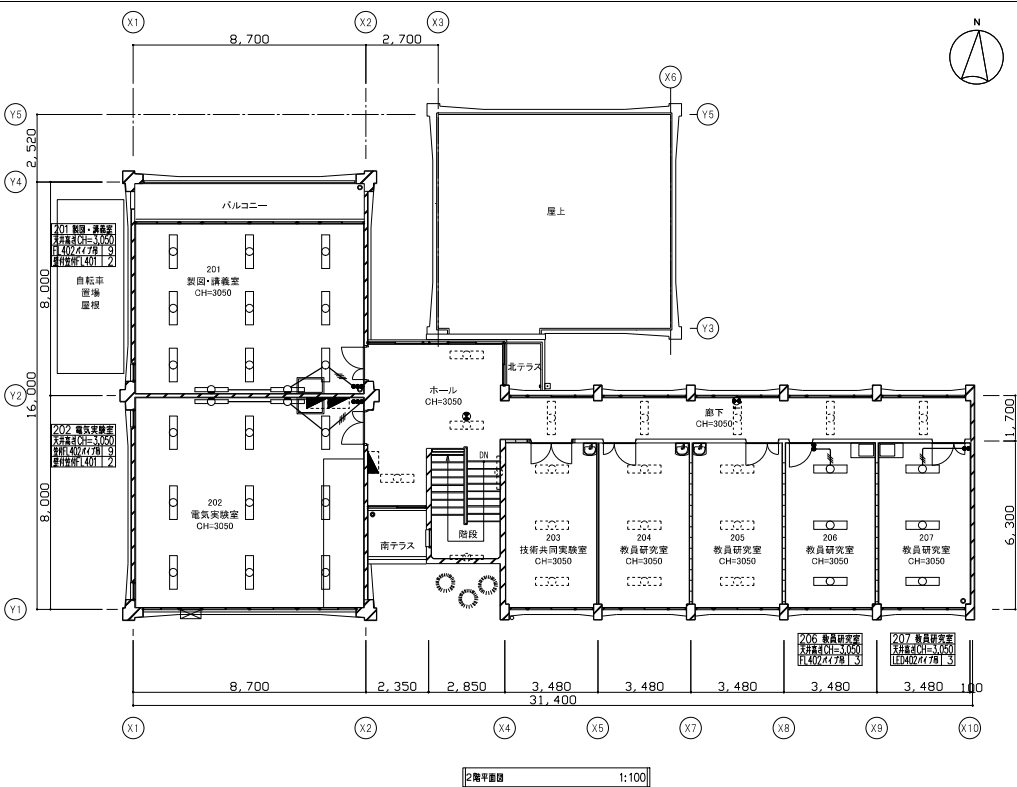 X1
X2
X3
N
8,700
2,700
X6
Y5
Y5
2,520
Y4
バルコニー
屋上
201 製図・講義室
天井高さCH=3,050
FL402パイプ吊 9
壁付笠付FL401 2
201
製図・講義室
CH=3050
自転車
置場
屋根
8,000
Y3
北テラス
ホール
CH=3050
Y2
16,000
廊下
CH=3050
1,700
202 電気実験室
天井高さCH=3,050
笠付FL402パイプ吊 9
壁付笠付FL401 2
DN
8,000
202
電気実験室
CH=3050
南テラス
階段
203
技術共同実験室
CH=3050
204
教員研究室
CH=3050
205
教員研究室
CH=3050
206
教員研究室
CH=3050
207
教員研究室
CH=3050
6,300
Y1
206 教員研究室
天井高さCH=3,050
FL402パイプ吊 3
207 教員研究室
天井高さCH=3,050
LED402パイプ吊 3
8,700
2,350
2,850
3,480
3,480
3,480
3,480
3,480
100
31,400
X1
X2
X4
X5
X7
X8
X9
X10
2階平面図 1:100